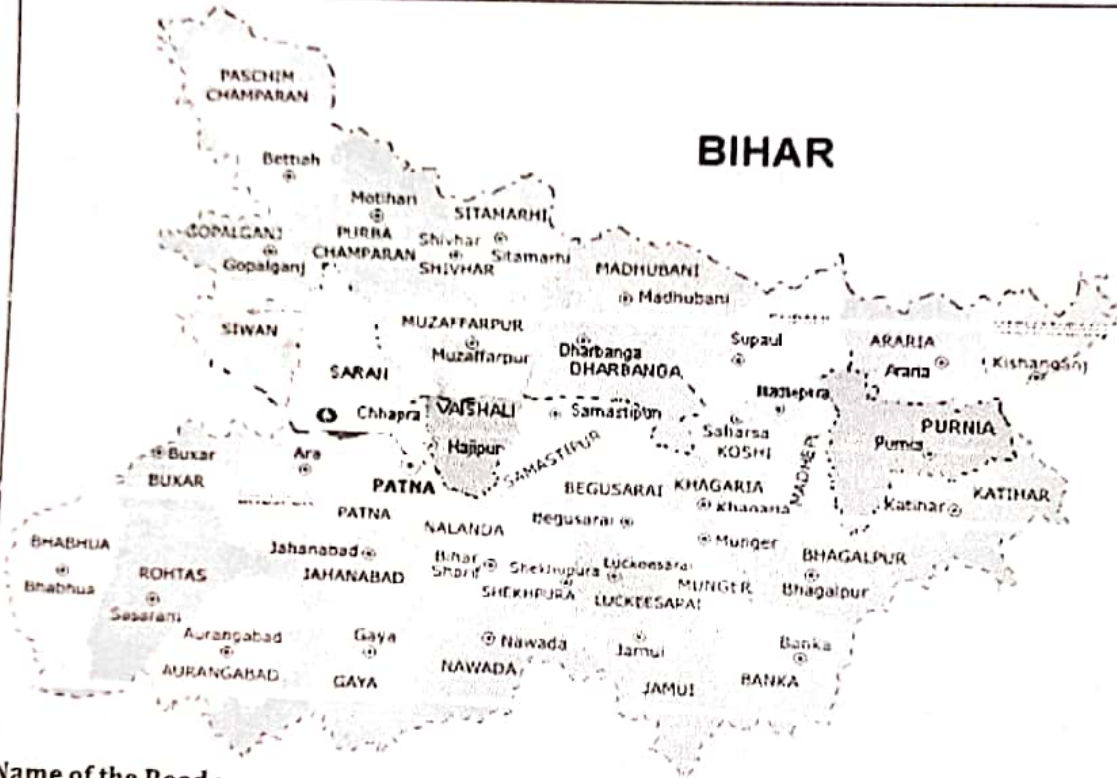 BIHAR
PASCHIM
CHAMPARAN
Bettiah
Motihari
SITAMARHI
GOPALGANJ
PURBA
CHAMPARAN
Shivhar
Sitamarhi
Gopalganj
SHIVHAR
MADHUBANI
Madhubani
SIWAN
MUZAFFARPUR
Muzaffarpur
Dharbanga
DHARBANGA
Supaul
ARARIA
Araria
Kishanganj
SARAN
Chhapra
VAISHALI
Samastipur
Hajipur
SAMASTIPUR
Saharsa
KOSHI
MADHEP
PURNIA
Purnia
Buxar
BUXAR
Ara
PATNA
PATNA
NALANDA
BEGUSARAI
KHAGARIA
Begusarai
Katihar
KATIHAR
BHABHUA
Bhabhua
ROHTAS
Sasaram
Jahanabad
JAHANABAD
Bihar
Sharif
Shekhupura
SHEKHPURA
Luckeesarai
LUCKEESARAI
Munger
MUNGER
BHAGALPUR
Bhagalpur
Aurangabad
AURANGABAD
Gaya
GAYA
Nawada
NAWADA
Jamui
JAMUI
Banka
BANKA
Name of the Road